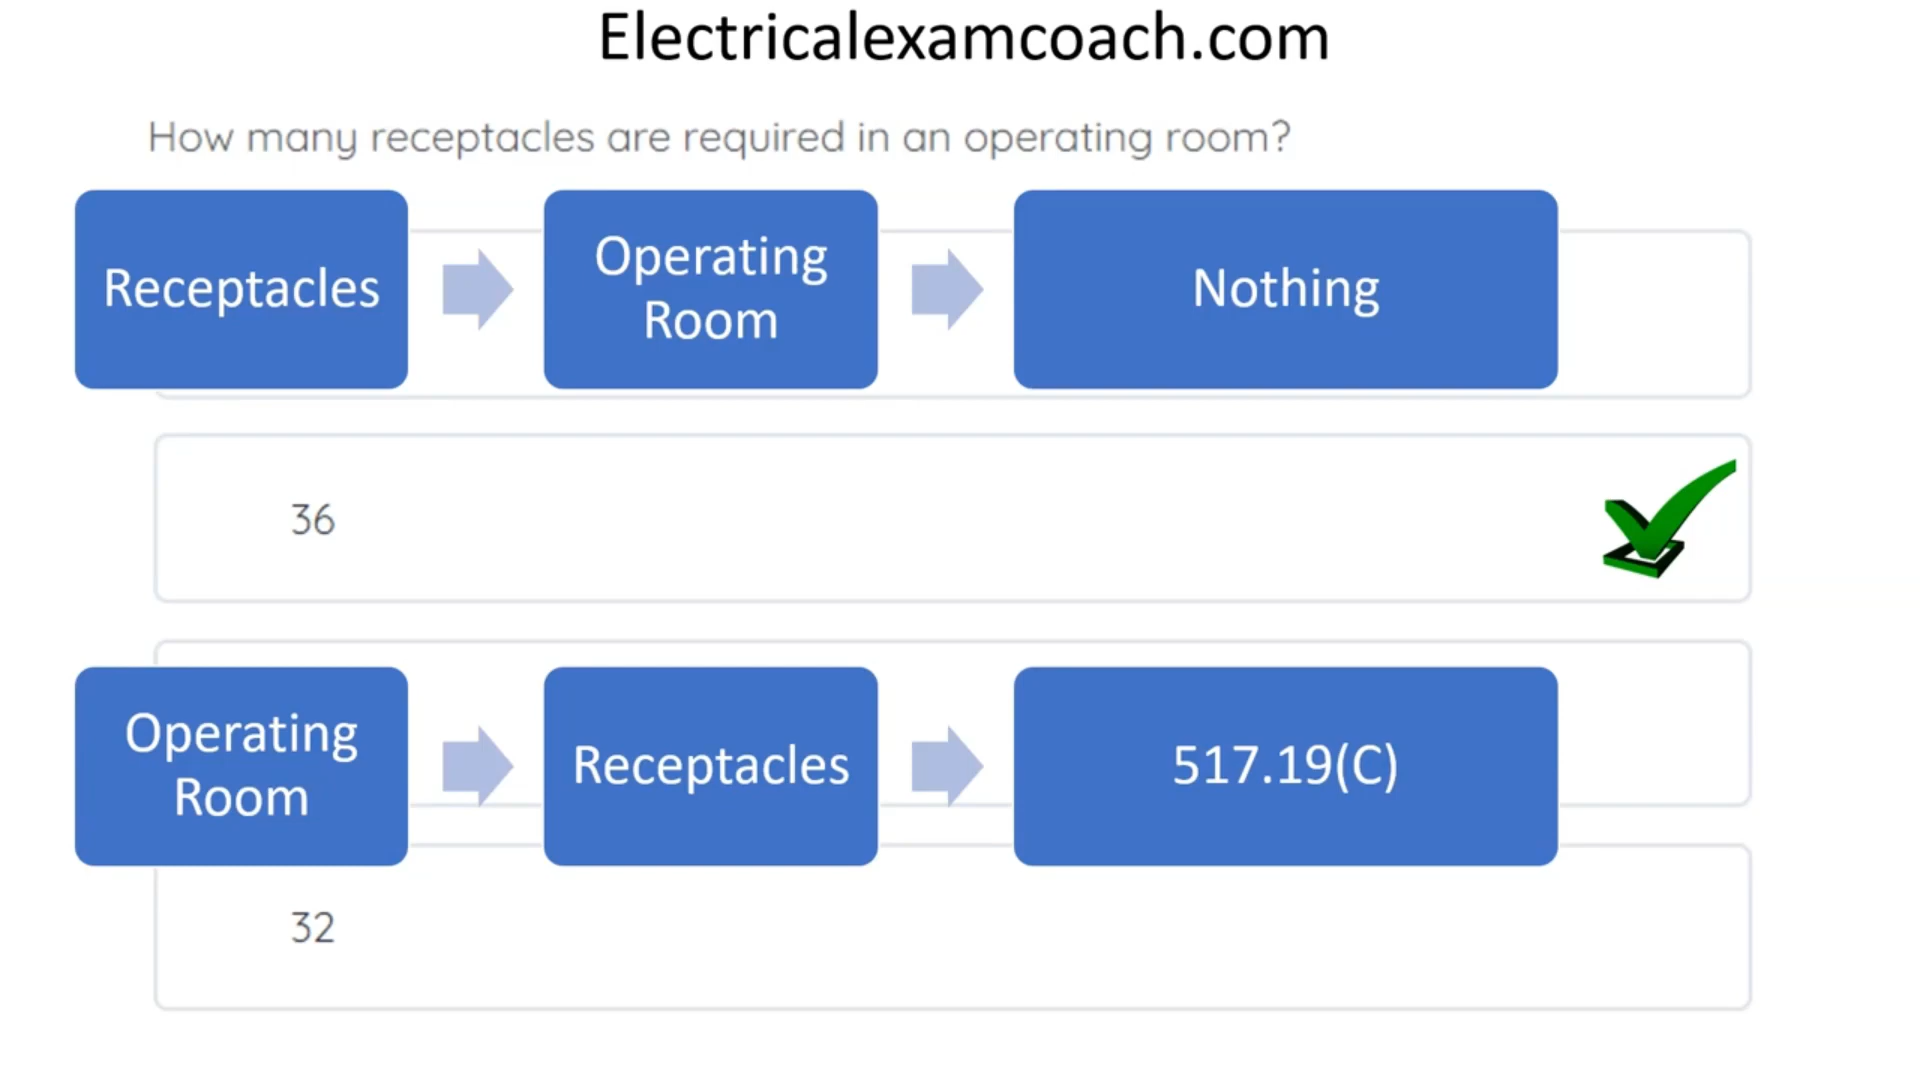 Electricalexamcoach.com
How many receptacles are required in an operating room?
Receptacles
Operating
Room
Nothing
36
Operating
Room
Receptacles
517.19(C)
32